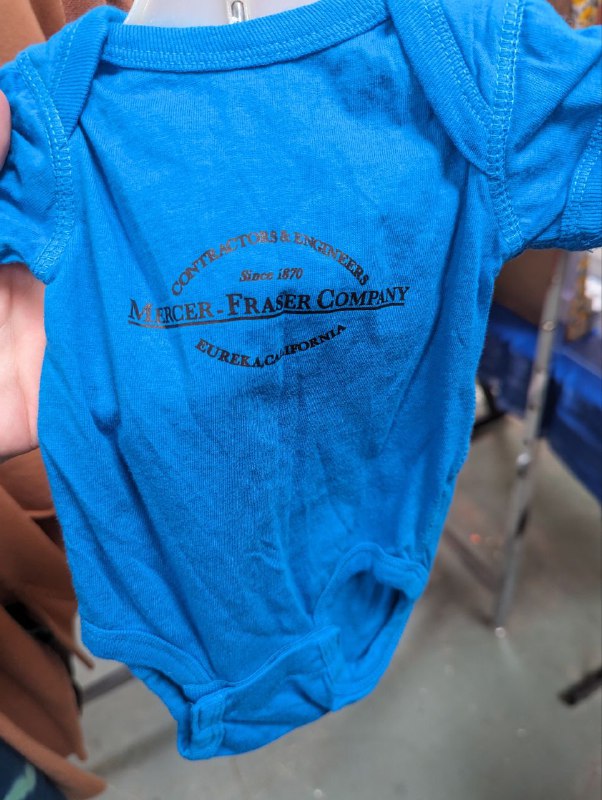 CONTRACTORS & ENGINEERS
Since 1870
MERCER-FRASER COMPANY
EUREKA, CALIFORNIA